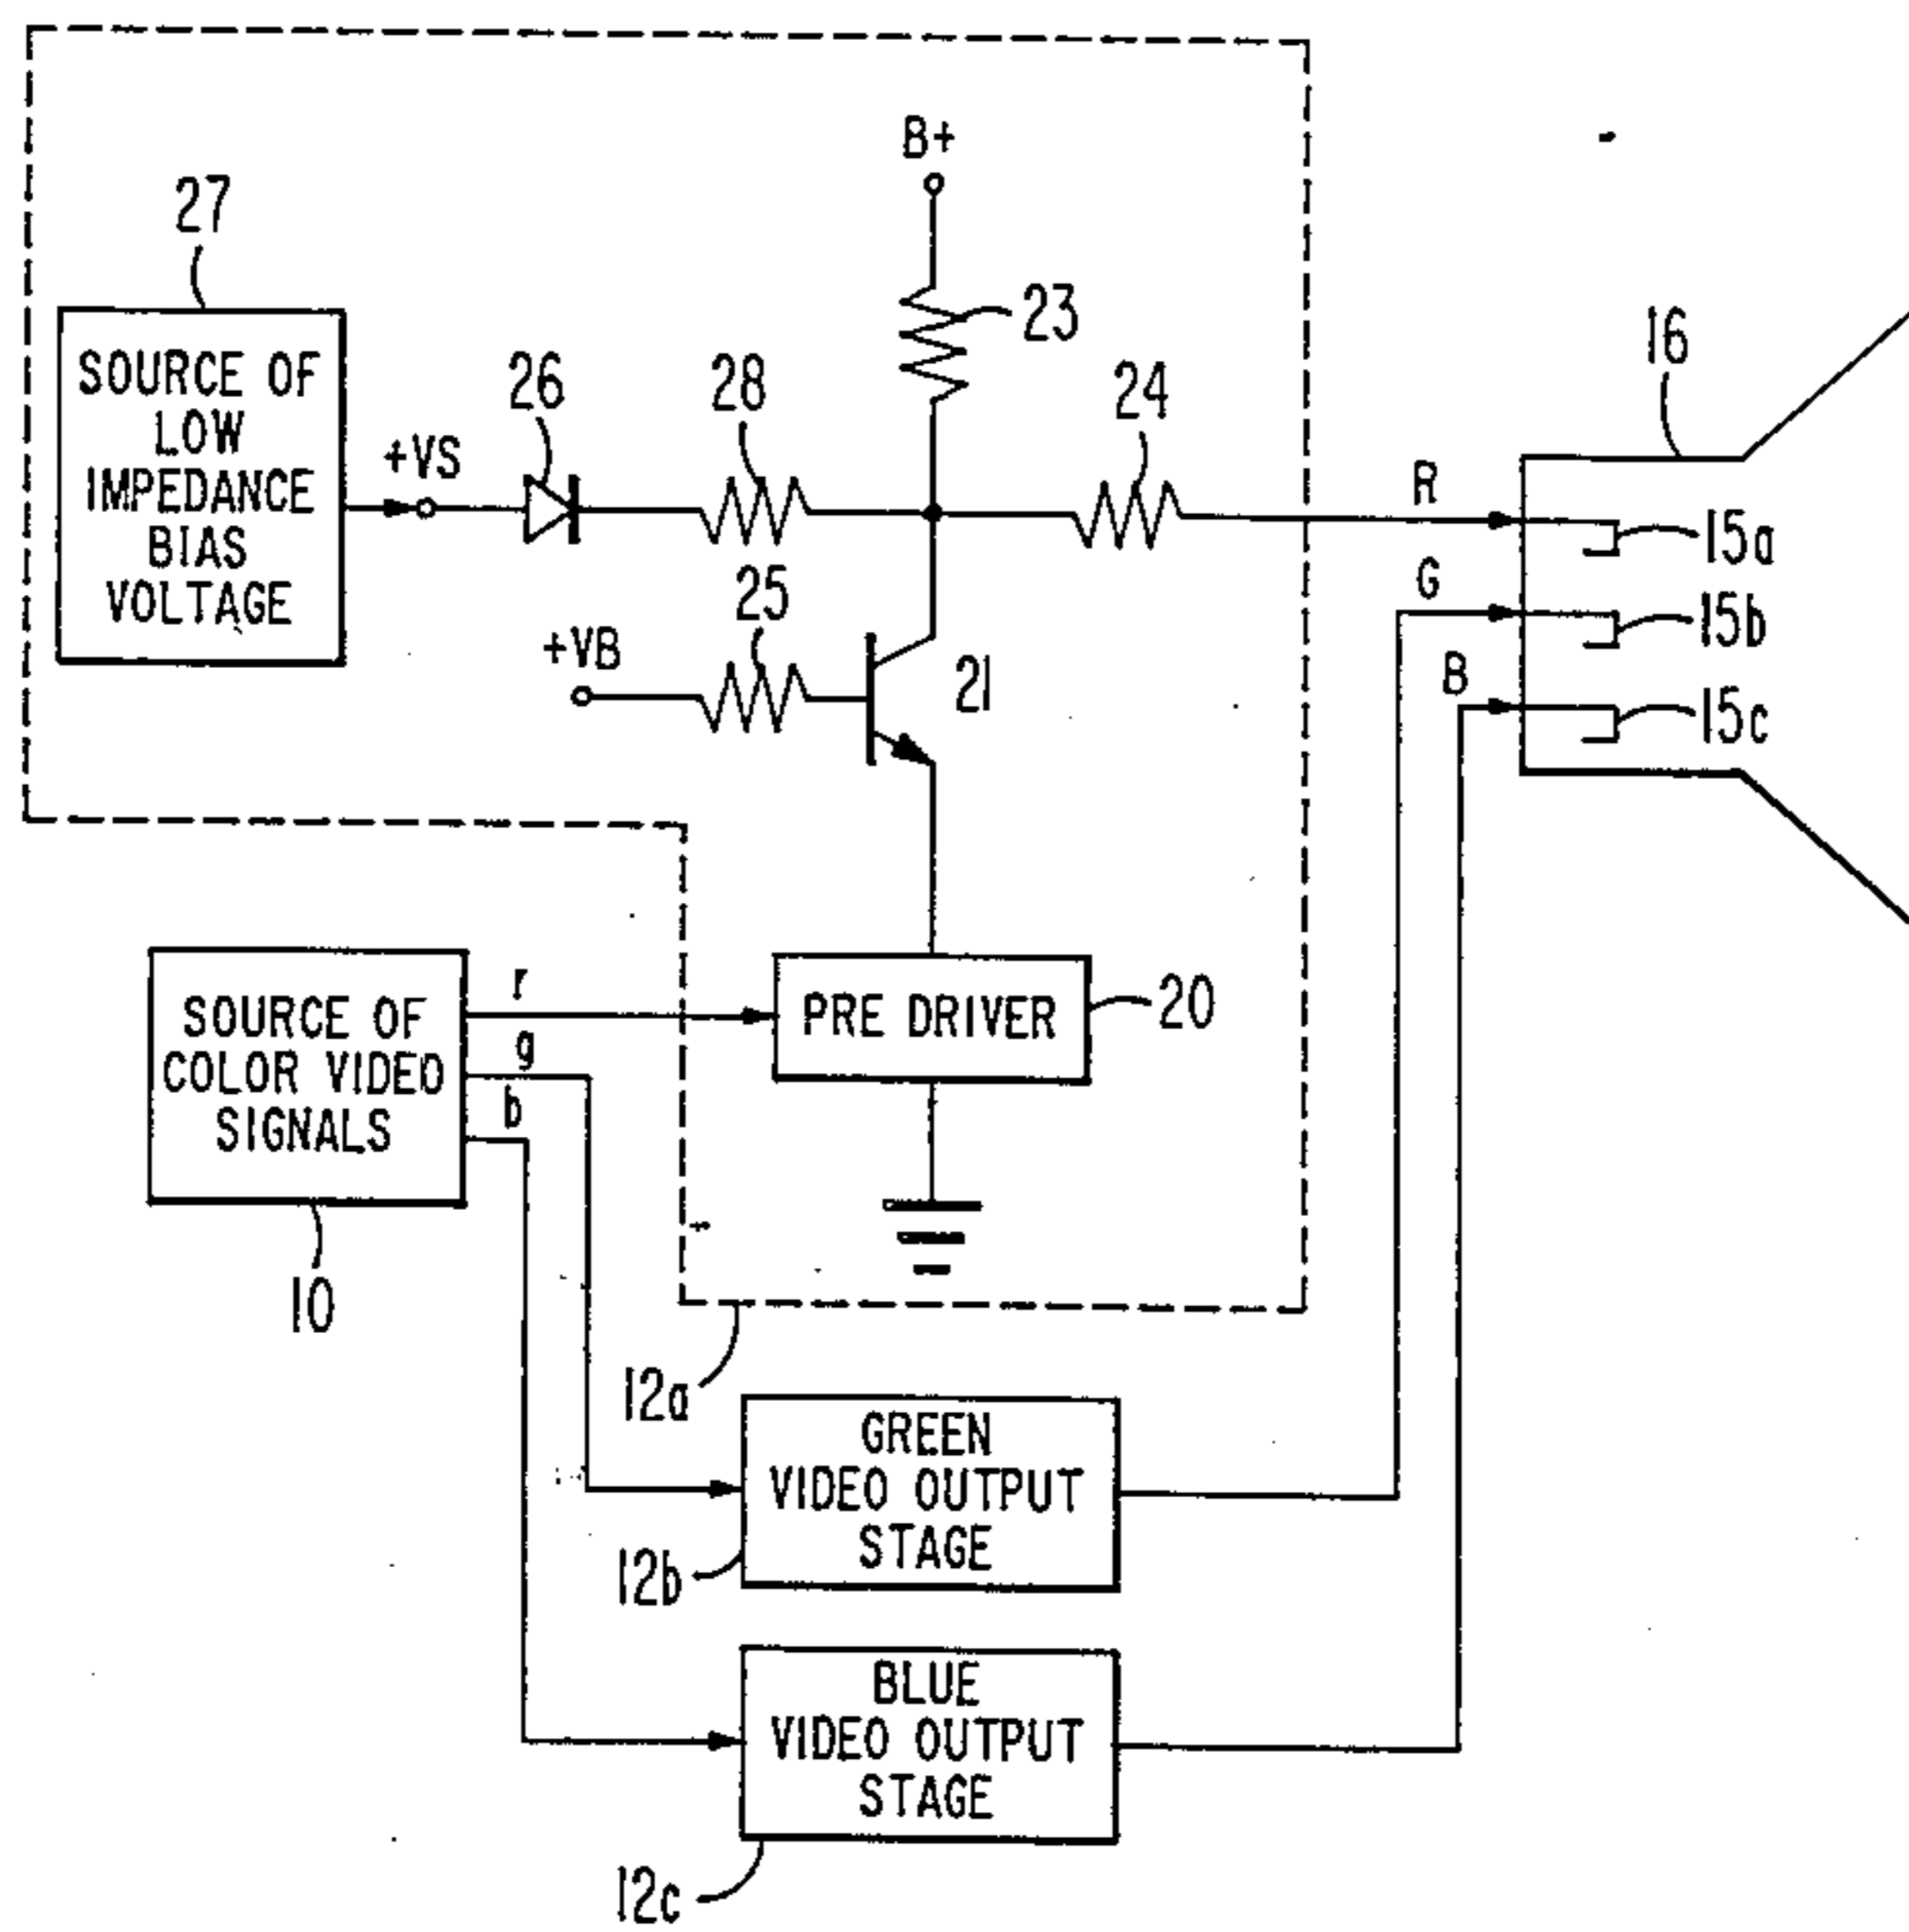 B+
27
23
SOURCE OF
LOW
IMPEDANCE
BIAS
VOLTAGE
+VS
26
28
24
16
R
15a
G
15b
B
15c
+VB
25
21
SOURCE OF
COLOR VIDEO
SIGNALS
r
g
b
PRE DRIVER
20
10
12a
GREEN
VIDEO OUTPUT
STAGE
12b
BLUE
VIDEO OUTPUT
STAGE
12c